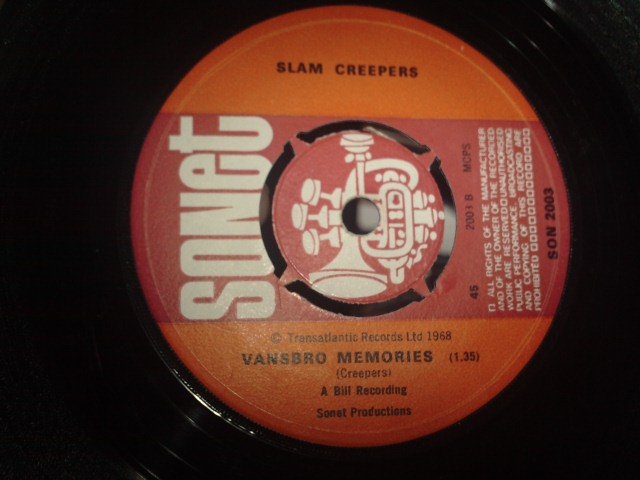 SLAM CREEPERS
sonet
45
2003 B MCPS
ALL RIGHTS OF THE MANUFACTURER
AND OF THE OWNER OF THE RECORDED
WORK ARE RESERVED UNAUTHORISED
PUBLIC PERFORMANCE, BROADCASTING
AND COPYING OF THIS RECORD ARE
PROHIBITED
SON 2003
© Transatlantic Records Ltd 1968
VANSBRO MEMORIES (1.35)
(Creepers)
A Bill Recording
Sonet Productions